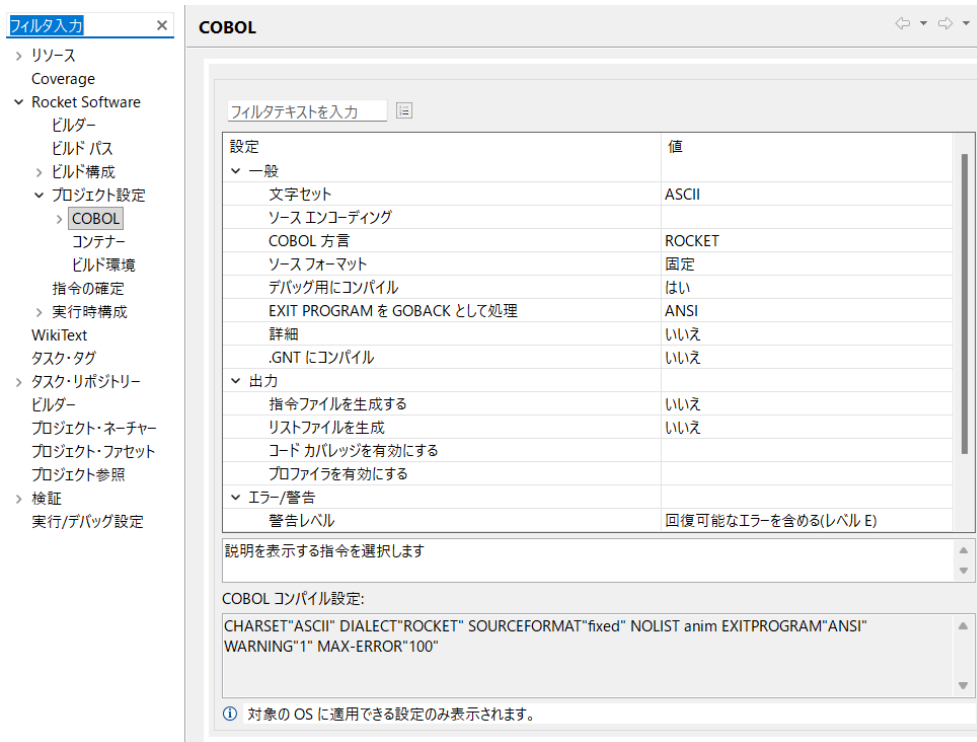 フィルタ入力
リソース
Coverage
Rocket Software
ビルダー
ビルド パス
ビルド構成
プロジェクト設定
COBOL
コンテナー
ビルド環境
指令の確定
実行時構成
WikiText
タスク・タグ
タスク・リポジトリー
ビルダー
プロジェクト・ネーチャー
プロジェクト・ファセット
プロジェクト参照
検証
実行/デバッグ設定
COBOL
フィルタテキストを入力
設定 値
一般
文字セット ASCII
ソース エンコーディング
COBOL 方言 ROCKET
ソース フォーマット 固定
デバッグ用にコンパイル はい
EXIT PROGRAM を GOBACK として処理 ANSI
詳細 いいえ
.GNT にコンパイル いいえ
出力
指令ファイルを生成する いいえ
リストファイルを生成 いいえ
コード カバレッジを有効にする
プロファイラを有効にする
エラー/警告
警告レベル 回復可能なエラーを含める(レベル E)
説明を表示する指令を選択します
COBOL コンパイル設定:
CHARSET"ASCII" DIALECT"ROCKET" SOURCEFORMAT"fixed" NOLIST anim EXITPROGRAM"ANSI"
WARNING"1" MAX-ERROR"100"
対象の OS に適用できる設定のみ表示されます。